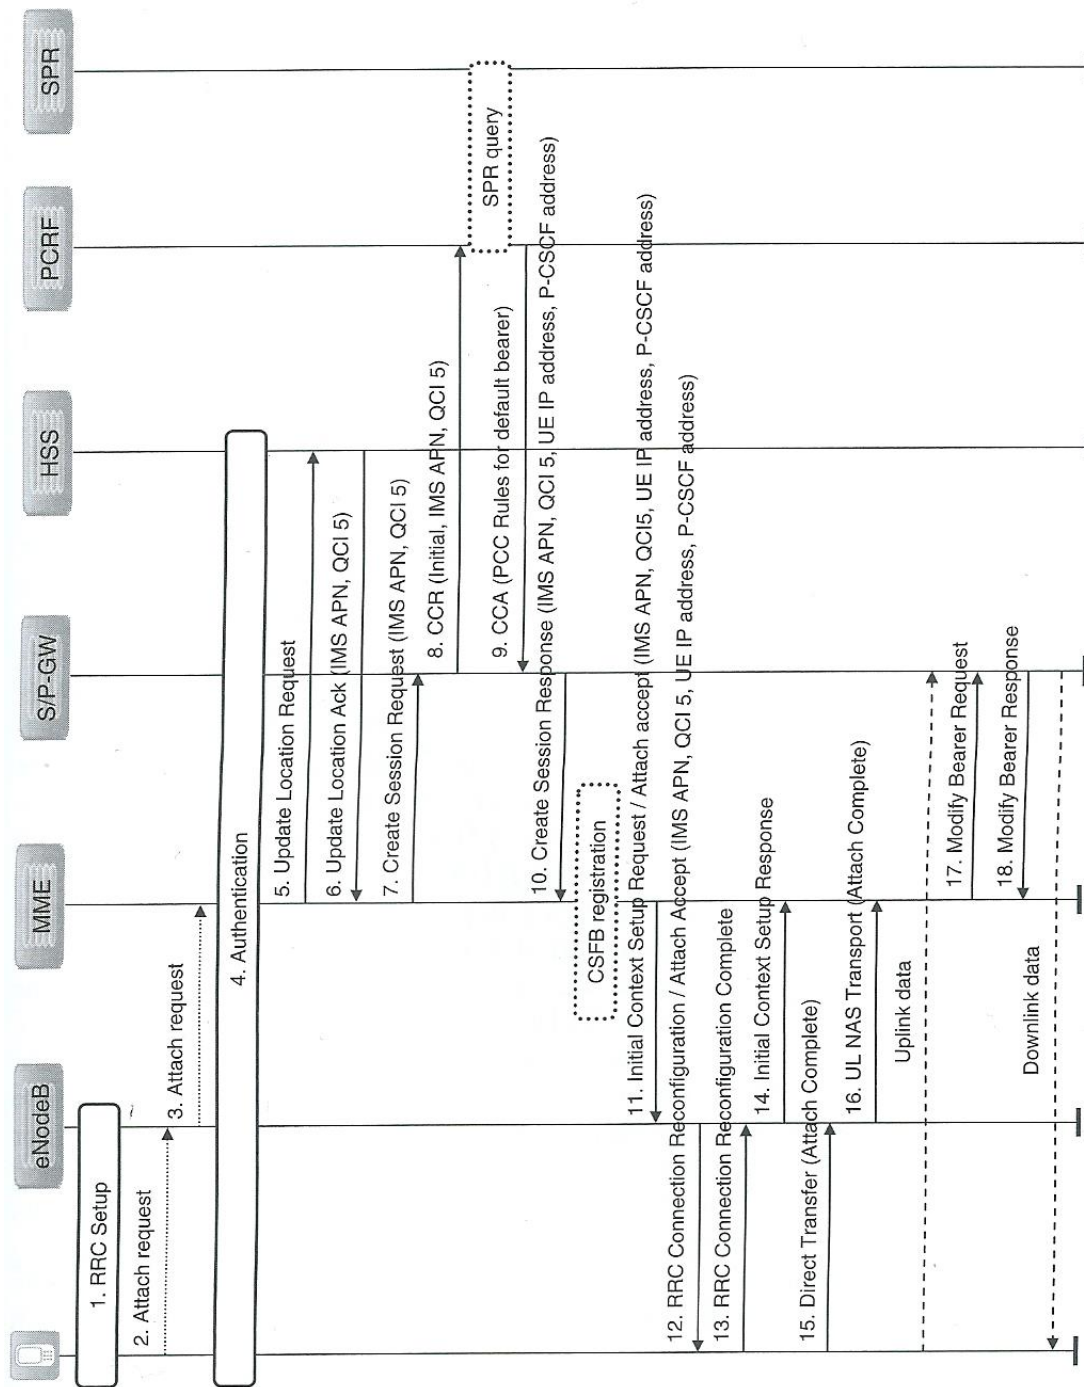 eNodeB
MME
S/P-GW
HSS
PCRF
SPR
1. RRC Setup
2. Attach request
3. Attach request
4. Authentication
5. Update Location Request
6. Update Location Ack (IMS APN, QCI 5)
7. Create Session Request (IMS APN, QCI 5)
8. CCR (Initial, IMS APN, QCI 5)
SPR query
9. CCA (PCC Rules for default bearer)
10. Create Session Response (IMS APN, QCI 5, UE IP address, P-CSCF address)
CSFB registration
11. Initial Context Setup Request / Attach accept (IMS APN, QCI5, UE IP address, P-CSCF address)
12. RRC Connection Reconfiguration / Attach Accept (IMS APN, QCI 5, UE IP address, P-CSCF address)
13. RRC Connection Reconfiguration Complete
14. Initial Context Setup Response
15. Direct Transfer (Attach Complete)
16. UL NAS Transport (Attach Complete)
Uplink data
17. Modify Bearer Request
18. Modify Bearer Response
Downlink data